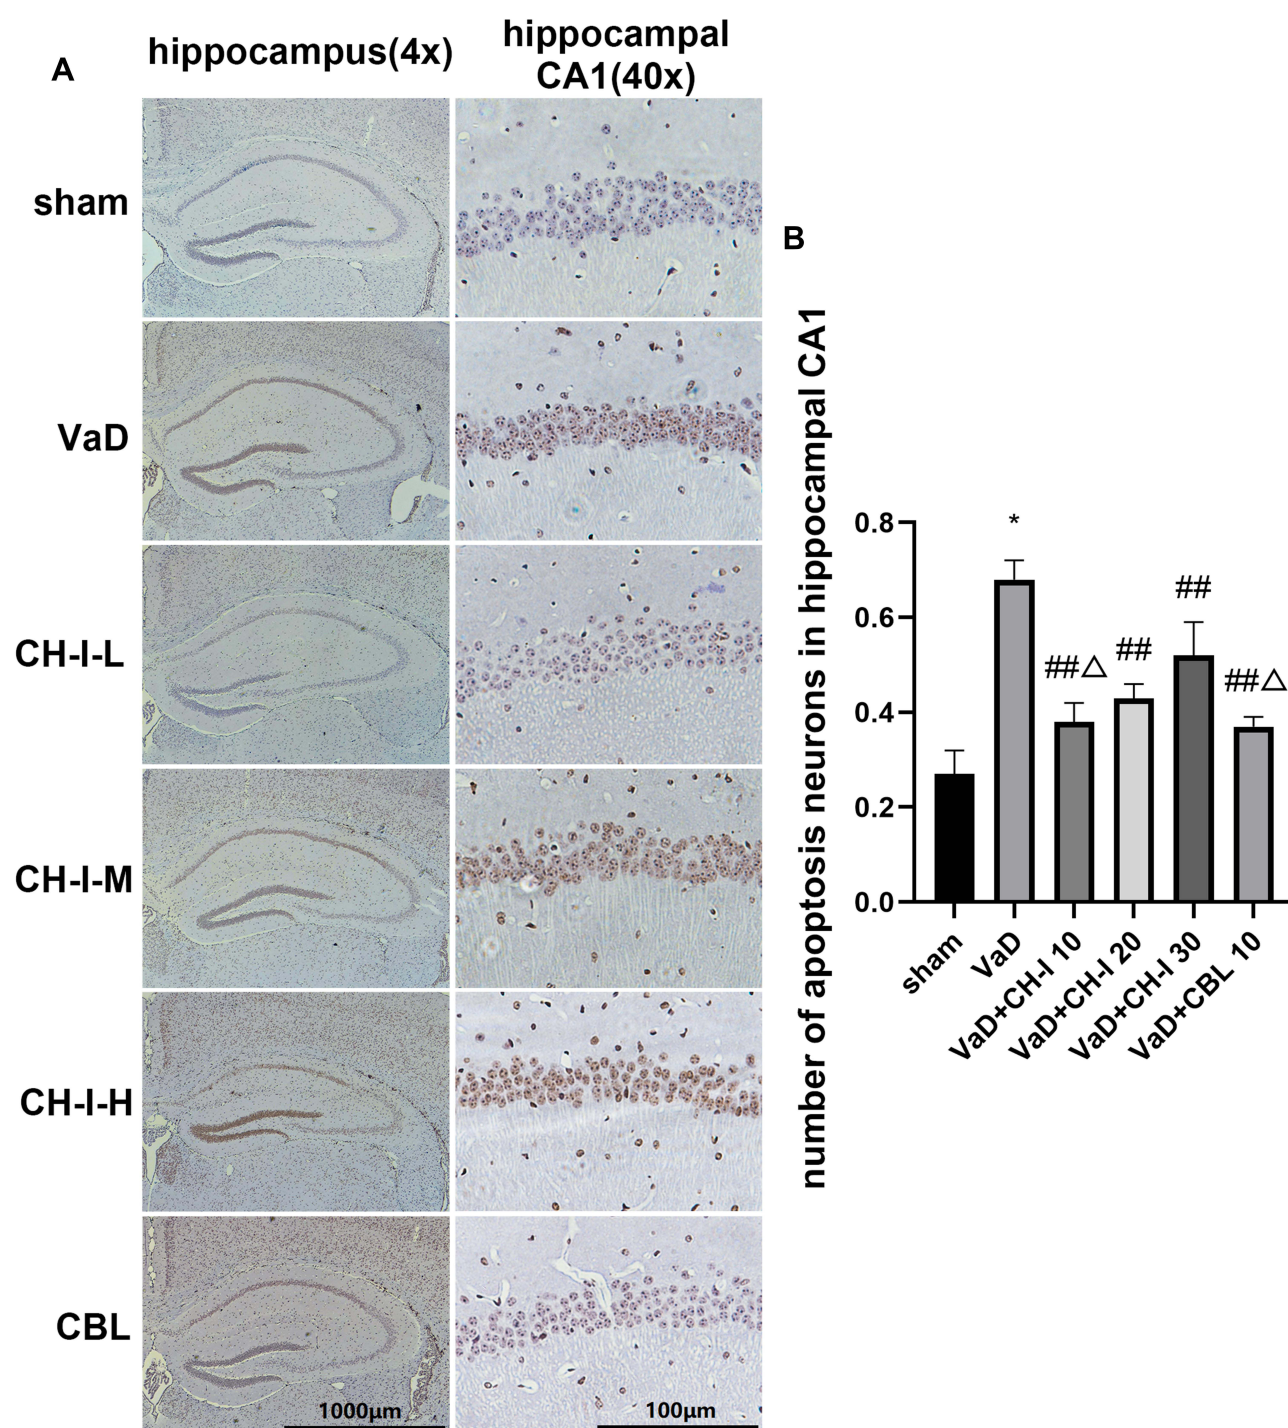 A
hippocampus(4x)
hippocampal
CA1(40x)
sham
VaD
CH-I-L
CH-I-M
CH-I-H
CBL
1000μm
100μm
B
number of apoptosis neurons in hippocampal CA1
0.8
0.6
0.4
0.2
0.0
*
##△
##
##
##△
sham
VaD
VaD+CH-I 10
VaD+CH-I 20
VaD+CH-I 30
VaD+CBL 10